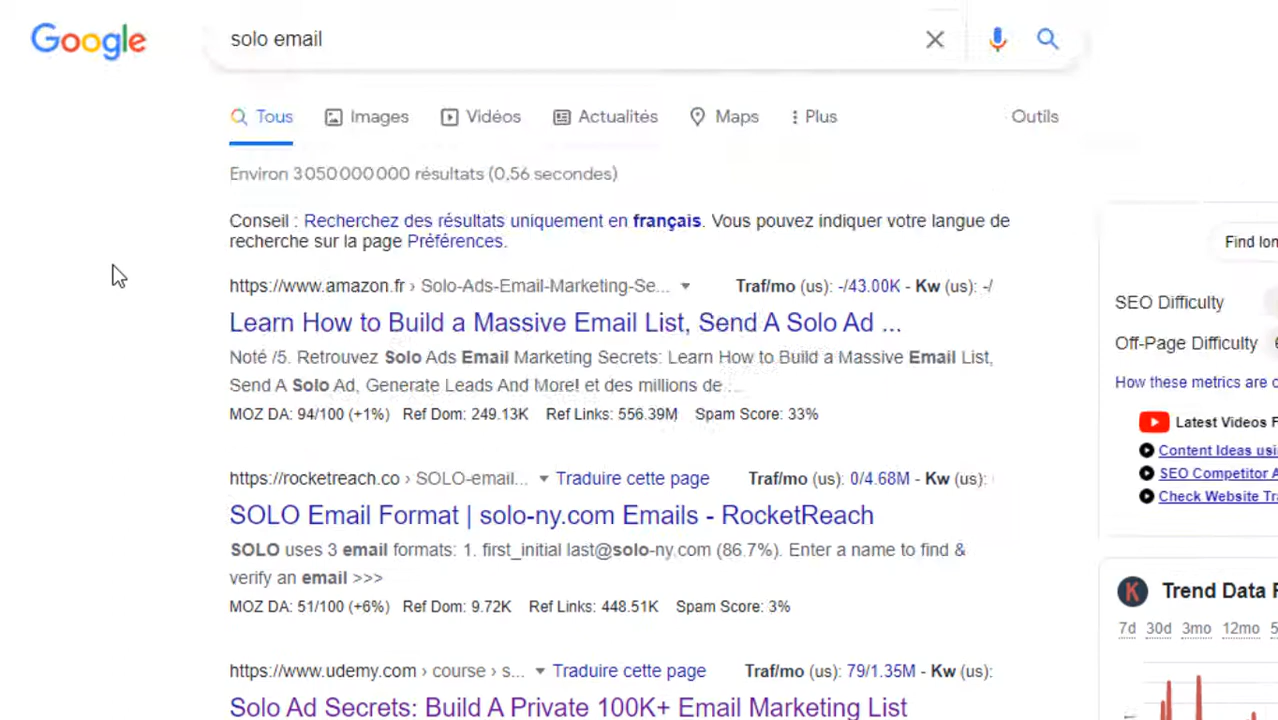 Google
solo email
Tous Images Vidéos Actualités Maps Plus Outils
Environ 3 050 000 000 résultats (0,56 secondes)
Conseil : Recherchez des résultats uniquement en français. Vous pouvez indiquer votre langue de
recherche sur la page Préférences.
https://www.amazon.fr › Solo-Ads-Email-Marketing-Se... Traf/mo (us): -/43.00K - Kw (us): -/
Learn How to Build a Massive Email List, Send A Solo Ad ...
Noté /5. Retrouvez Solo Ads Email Marketing Secrets: Learn How to Build a Massive Email List,
Send A Solo Ad, Generate Leads And More! et des millions de ...
MOZ DA: 94/100 (+1%) Ref Dom: 249.13K Ref Links: 556.39M Spam Score: 33%
https://rocketreach.co › SOLO-email... Traduire cette page Traf/mo (us): 0/4.68M - Kw (us):
SOLO Email Format | solo-ny.com Emails - RocketReach
SOLO uses 3 email formats: 1. first_initial last@solo-ny.com (86.7%). Enter a name to find &
verify an email >>>
MOZ DA: 51/100 (+6%) Ref Dom: 9.72K Ref Links: 448.51K Spam Score: 3%
https://www.udemy.com › course › s... Traduire cette page Traf/mo (us): 79/1.35M - Kw (us):
Solo Ad Secrets: Build A Private 100K+ Email Marketing List
Find lon
SEO Difficulty
Off-Page Difficulty
How these metrics are c
Latest Videos F
Content Ideas usi
SEO Competitor A
Check Website Tra
K Trend Data F
7d 30d 3mo 12mo 5